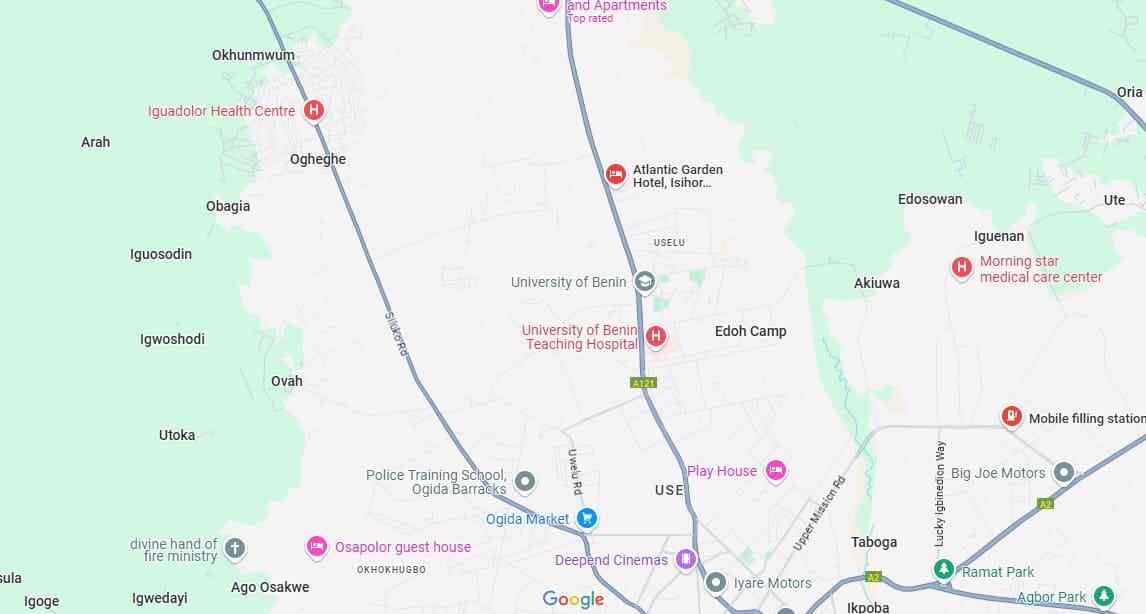 and Apartments
Top rated
Okhunmwum
Oria
Iguadolor Health Centre
H
Arah
Ogheghe
Atlantic Garden
Hotel, Isihor...
Edosowan
Ute
Obagia
USELU
Iguenan
Iguosodin
H
Morning star
medical care center
University of Benin
Akiuwa
Siluko Rd
University of Benin
Teaching Hospital
H
Edoh Camp
Igwoshodi
Ovah
A121
Mobile filling station
Utoka
Uwelu Rd
Police Training School,
Ogida Barracks
Play House
Lucky Igbinedion Way
Big Joe Motors
USE
Upper Mission Rd
A2
Ogida Market
divine hand of
fire ministry
Osapolor guest house
Taboga
Deepend Cinemas
OKHOKHUGBO
Ramat Park
sula
Ago Osakwe
Iyare Motors
A2
Igoge
Igwedayi
Google
Agbor Park
Ikpoba